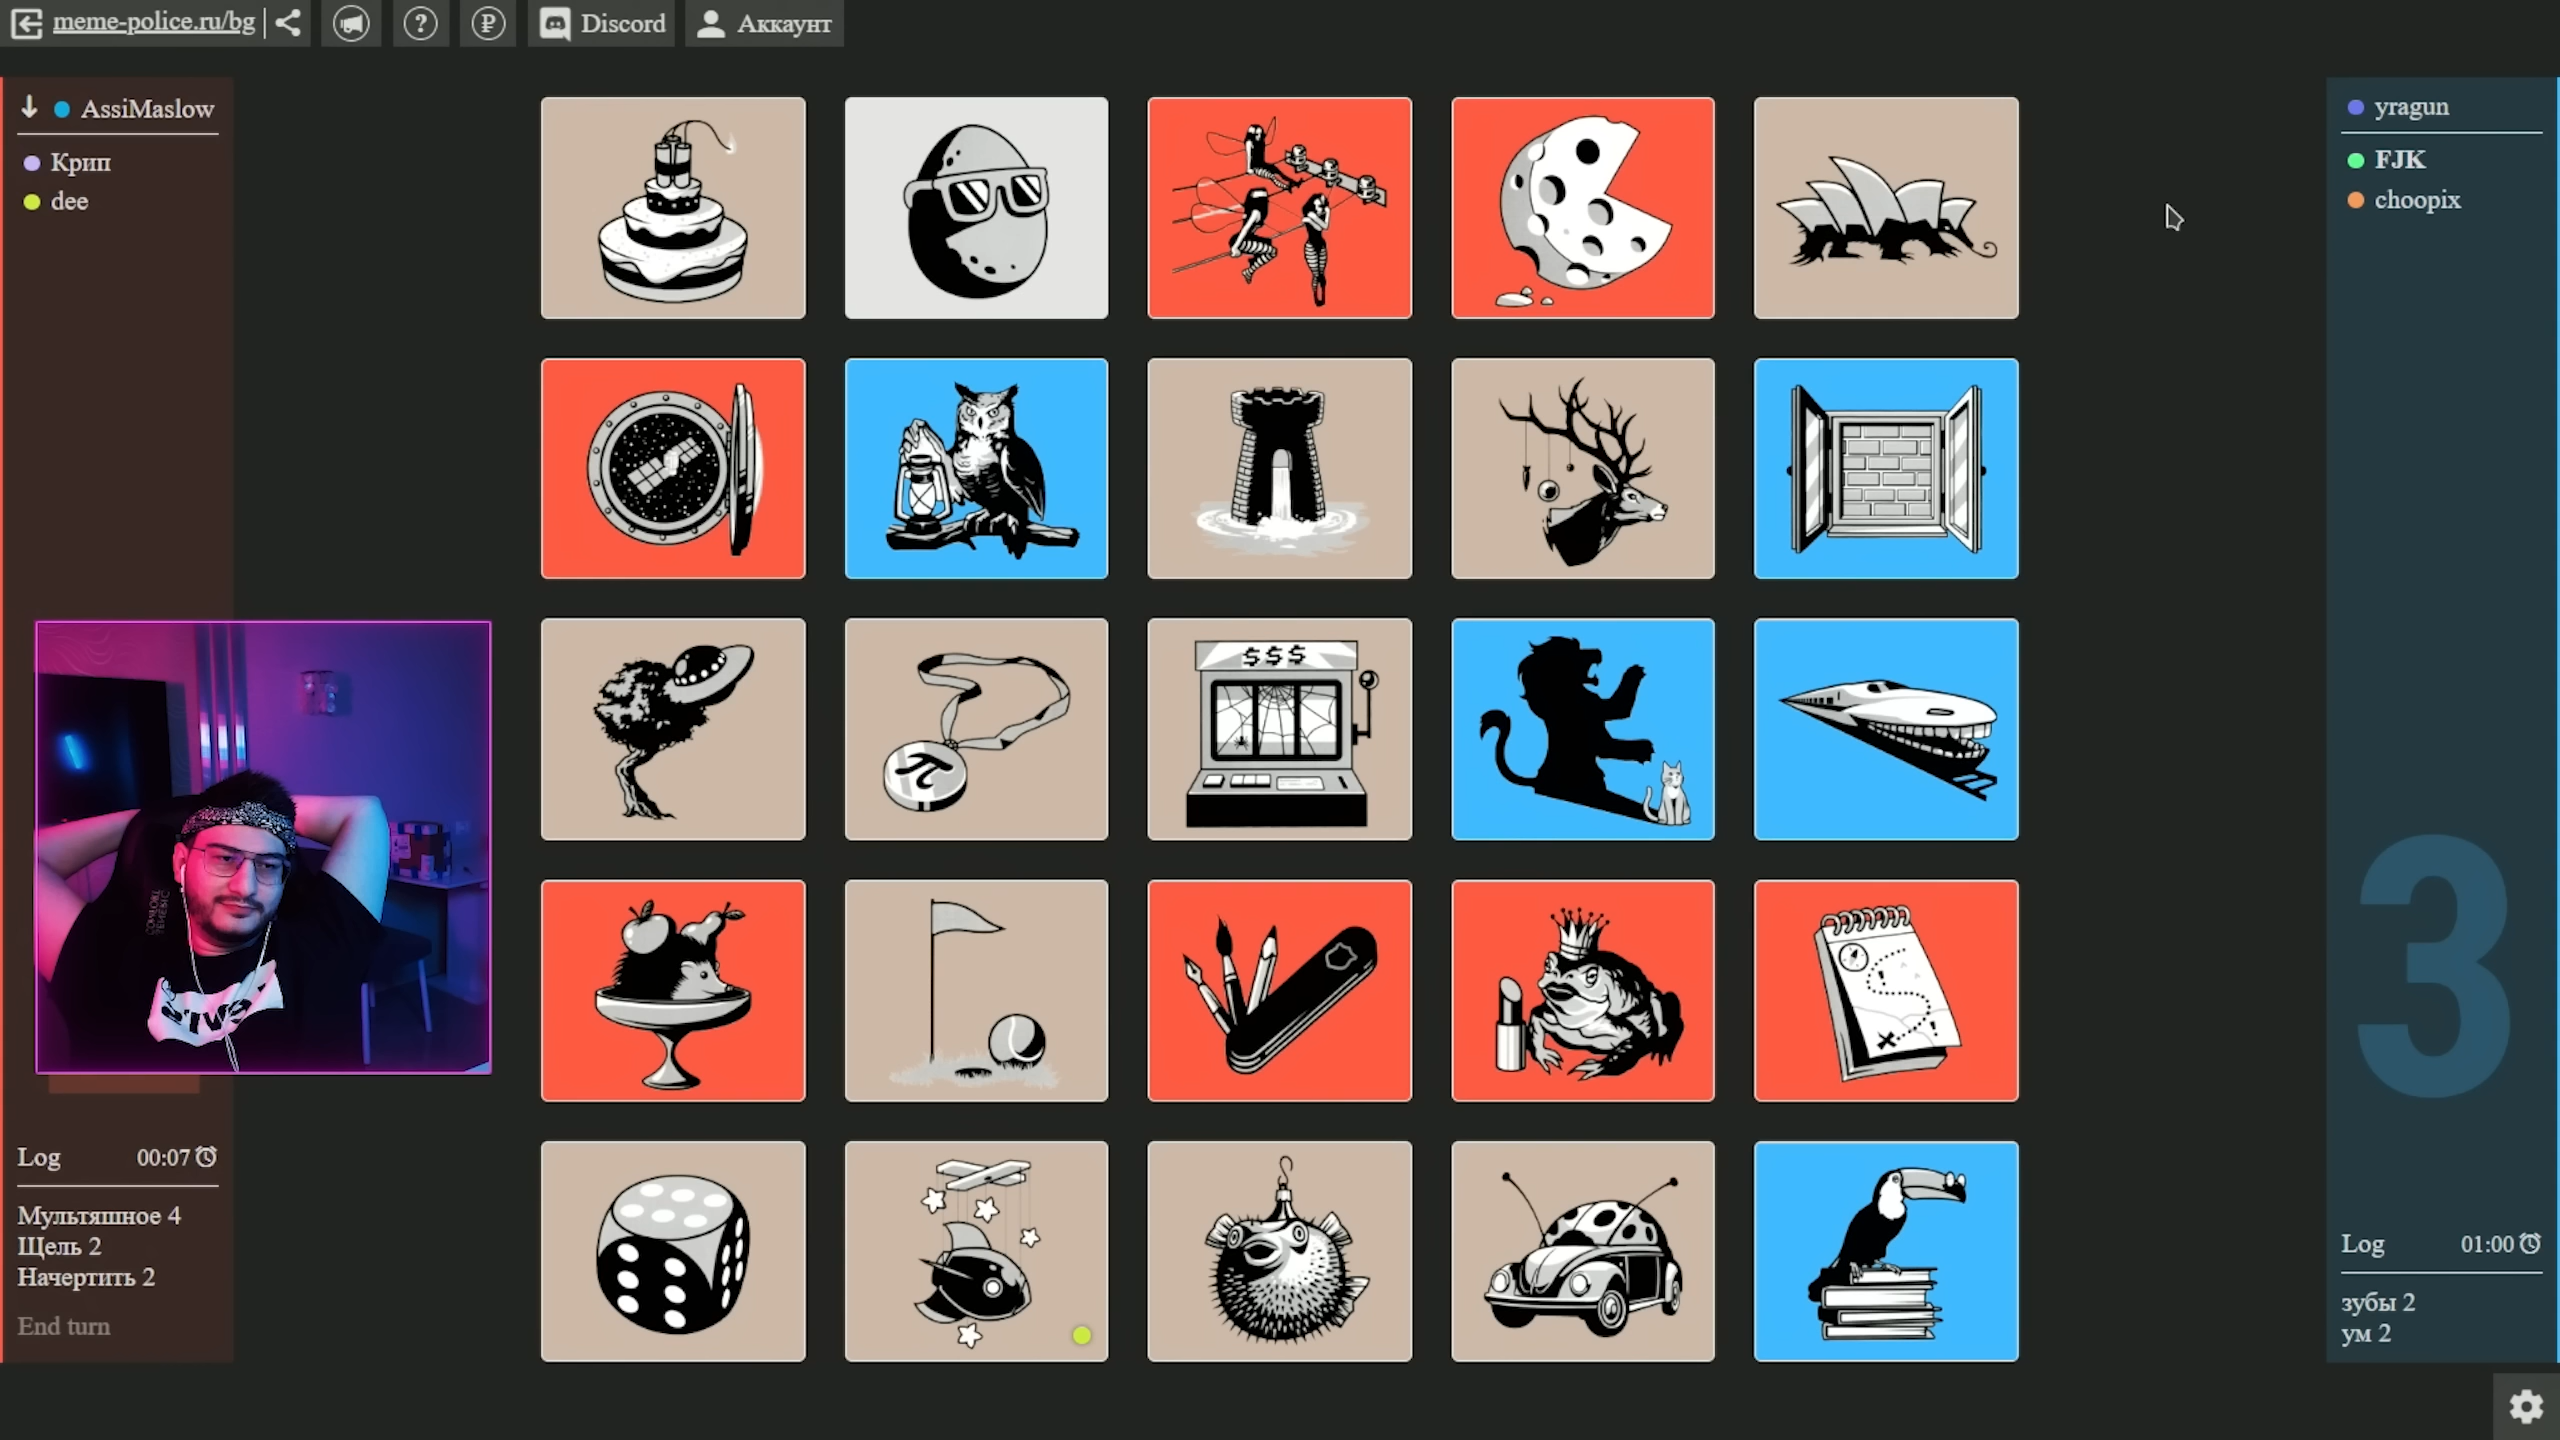 meme-police.ru/bg
Discord
Аккаунт
AssiMaslow
Крип
dee
yragun
FJK
choopix
$$$
π
3
Log 00:07
Мультяшное 4
Щель 2
Начертить 2
End turn
Log 01:00
зубы 2
ум 2